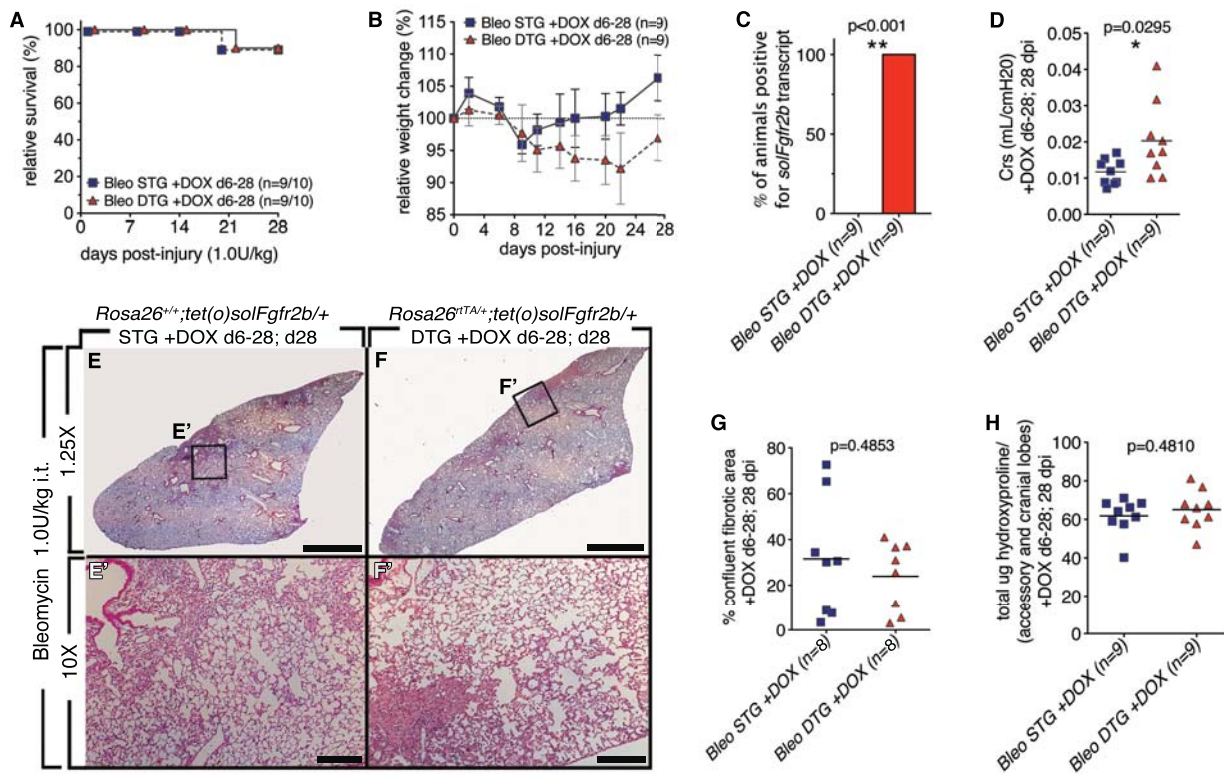 A
relative survival (%)
100
80
60
40
20
0
Bleo STG +DOX d6-28 (n=9/10)
Bleo DTG +DOX d6-28 (n=9/10)
0 7 14 21 28
days post-injury (1.0U/kg)
B
Bleo STG +DOX d6-28 (n=9)
Bleo DTG +DOX d6-28 (n=9)
relative weight change (%)
115
110
105
100
95
90
85
0 4 8 12 16 20 22 28
days post-injury
C
p<0.001
**
% of animals positive
for solFgfr2b transcript
100
50
0
Bleo STG +DOX (n=9)
Bleo DTG +DOX (n=9)
D
p=0.0295
*
Crs (mL/cmH20)
+DOX d6-28; 28 dpi
0.05
0.04
0.03
0.02
0.01
0.00
Bleo STG +DOX (n=9)
Bleo DTG +DOX (n=9)
Rosa26+/+;tet(o)solFgfr2b/+
STG +DOX d6-28; d28
Rosa26rtTA/+;tet(o)solFgfr2b/+
DTG +DOX d6-28; d28
Bleomycin 1.0U/kg i.t.
1.25X
10X
E
E'
F
F'
E'
F'
G
p=0.4853
% confluent fibrotic area
+DOX d6-28; 28 dpi
80
60
40
20
0
Bleo STG +DOX (n=8)
Bleo DTG +DOX (n=8)
H
p=0.4810
total ug hydroxyproline/
(accessory and cranial lobes)
+DOX d6-28; 28 dpi
100
80
60
40
20
0
Bleo STG +DOX (n=9)
Bleo DTG +DOX (n=9)